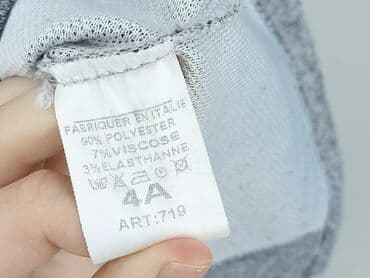 FABRIQUER EN ITALIE
90% POLYESTER
7% VISCOSE
3% ELASTHANNE
4A
ART:719